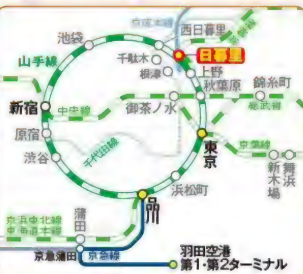 京成本線
池袋
西日暮里
常磐線
日暮里
千駄木
山手線
根津
上野
秋葉原
錦糸町
新宿
中央線
御茶ノ水
総武線
原宿
千代田線
東京
京葉線
渋谷
新木場
舞浜
浜松町
品川
京浜東北線
東海道本線
蒲田
京急蒲田
京急線
羽田空港
第1・第2ターミナル